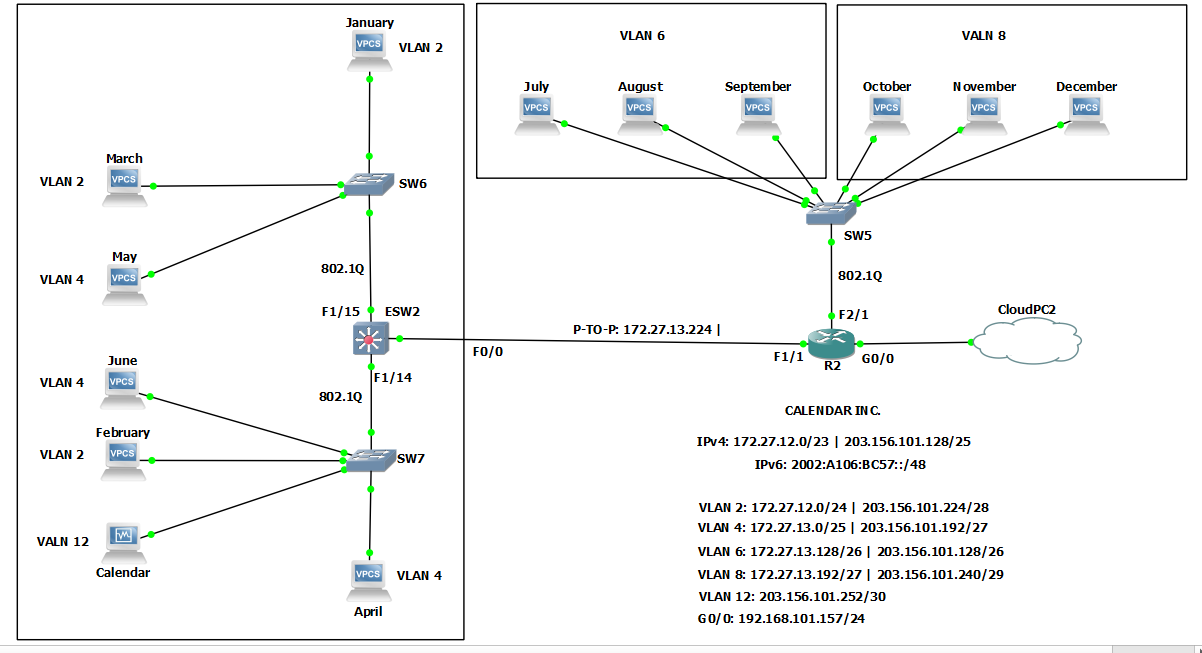 January
VPCS
VLAN 2
March
VPCS
VLAN 2
SW6
May
VPCS
VLAN 4
802.1Q
F1/15
ESW2
F0/0
F1/14
802.1Q
June
VPCS
VLAN 4
February
VPCS
VLAN 2
SW7
VALN 12
Calendar
VPCS
VLAN 4
April
VLAN 6
July
August
September
VPCS
VPCS
VPCS
VALN 8
October
November
December
VPCS
VPCS
VPCS
SW5
802.1Q
F2/1
P-TO-P: 172.27.13.224 |
F1/1
R2
G0/0
CloudPC2
CALENDAR INC.
IPv4: 172.27.12.0/23 | 203.156.101.128/25
IPv6: 2002:A106:BC57::/48
VLAN 2: 172.27.12.0/24 | 203.156.101.224/28
VLAN 4: 172.27.13.0/25 | 203.156.101.192/27
VLAN 6: 172.27.13.128/26 | 203.156.101.128/26
VLAN 8: 172.27.13.192/27 | 203.156.101.240/29
VLAN 12: 203.156.101.252/30
G0/0: 192.168.101.157/24